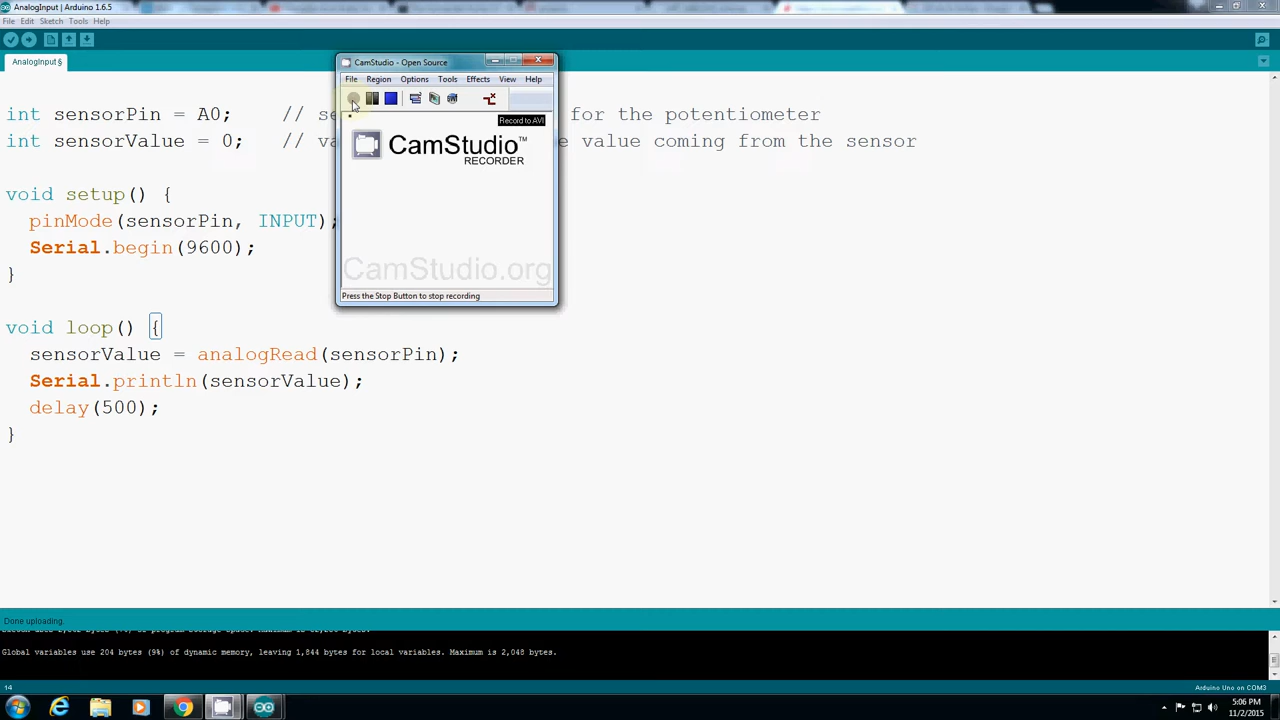 AnalogInput | Arduino 1.6.5
File Edit Sketch Tools Help
AnalogInput §
CamStudio - Open Source
File Region Options Tools Effects View Help
Record to AVI
CamStudio™
RECORDER
CamStudio.org
Press the Stop Button to stop recording
int sensorPin = A0; // se for the potentiometer
int sensorValue = 0; // va e value coming from the sensor
void setup() {
pinMode(sensorPin, INPUT);
Serial.begin(9600);
}
void loop() {
sensorValue = analogRead(sensorPin);
Serial.println(sensorValue);
delay(500);
}
Done uploading.
Global variables use 204 bytes (9%) of dynamic memory, leaving 1,844 bytes for local variables. Maximum is 2,048 bytes.
14
Arduino Uno on COM3
5:06 PM
11/2/2015